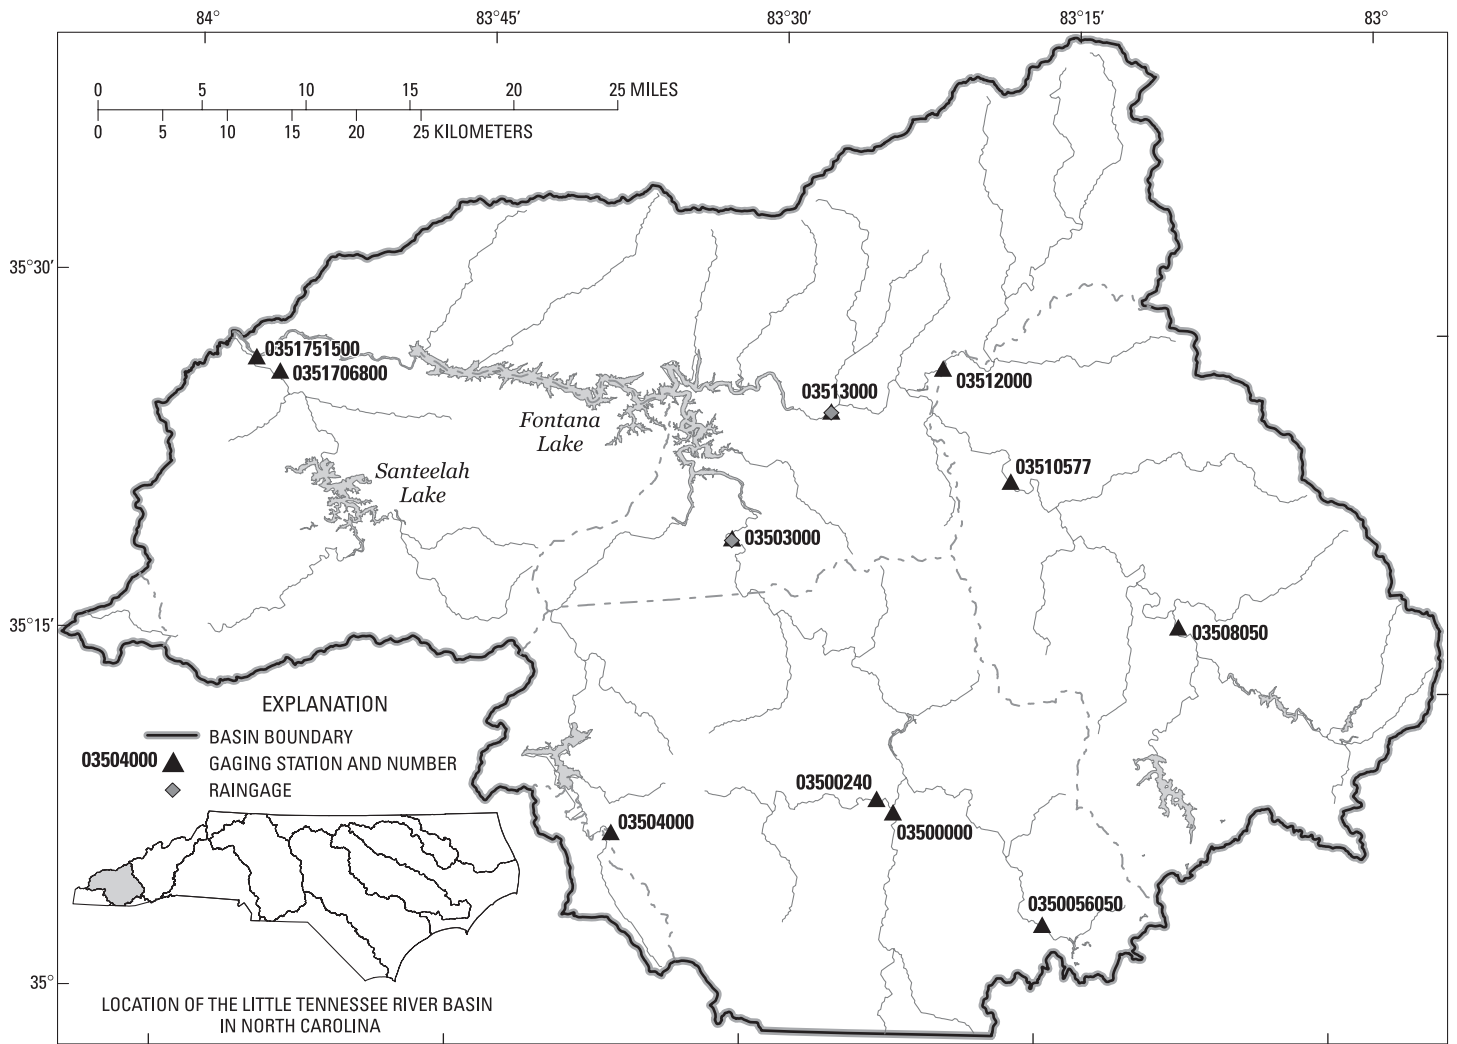 84°
83°45′
83°30′
83°15′
83°
0
5
10
15
20
25 MILES
0
5
10
15
20
25 KILOMETERS
35°30′
0351751500
0351706800
03513000
03512000
Fontana
Lake
03510577
Santeelah
Lake
03503000
35°15′
03508050
EXPLANATION
BASIN BOUNDARY
03504000
GAGING STATION AND NUMBER
RAINGAGE
03500240
03500000
03504000
0350056050
35°
LOCATION OF THE LITTLE TENNESSEE RIVER BASIN
IN NORTH CAROLINA